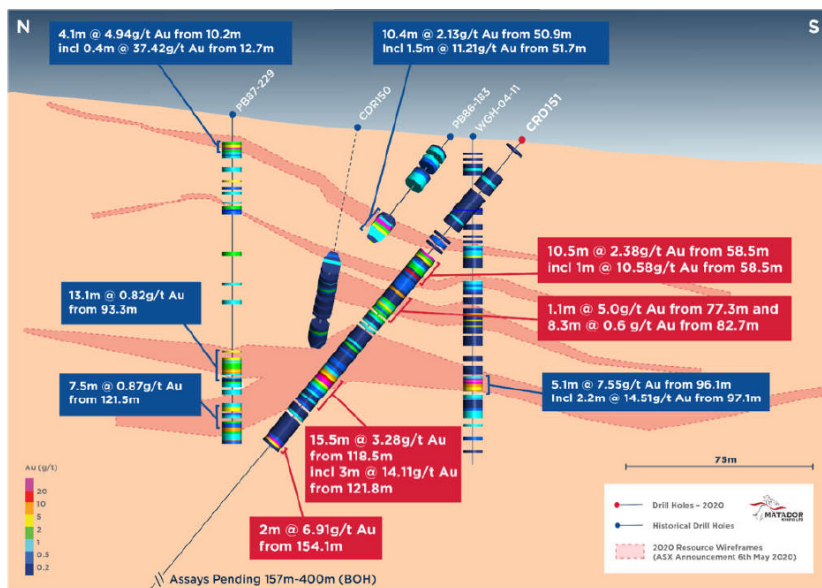 N
S
4.1m @ 4.94g/t Au from 10.2m
incl 0.4m @ 37.42g/t Au from 12.7m
10.4m @ 2.13g/t Au from 50.9m
Incl 1.5m @ 11.21g/t Au from 51.7m
PB87-229
CDR150
PB86-183
WGH-04-11
CRD151
10.5m @ 2.38g/t Au from 58.5m
incl 1m @ 10.58g/t Au from 58.5m
13.1m @ 0.82g/t Au
from 93.3m
1.1m @ 5.0g/t Au from 77.3m and
8.3m @ 0.6 g/t Au from 82.7m
7.5m @ 0.87g/t Au
from 121.5m
5.1m @ 7.55g/t Au from 96.1m
Incl 2.2m @ 14.51g/t Au from 97.1m
15.5m @ 3.28g/t Au
from 118.5m
incl 3m @ 14.11g/t Au
from 121.8m
2m @ 6.91g/t Au
from 154.1m
75m
Au (g/t)
20
10
5
2
1
0.5
0.2
Drill Holes - 2020
Historical Drill Holes
2020 Resource Wireframes
(ASX Announcement 6th May 2020)
MATADOR
Assays Pending 157m-400m (BOH)